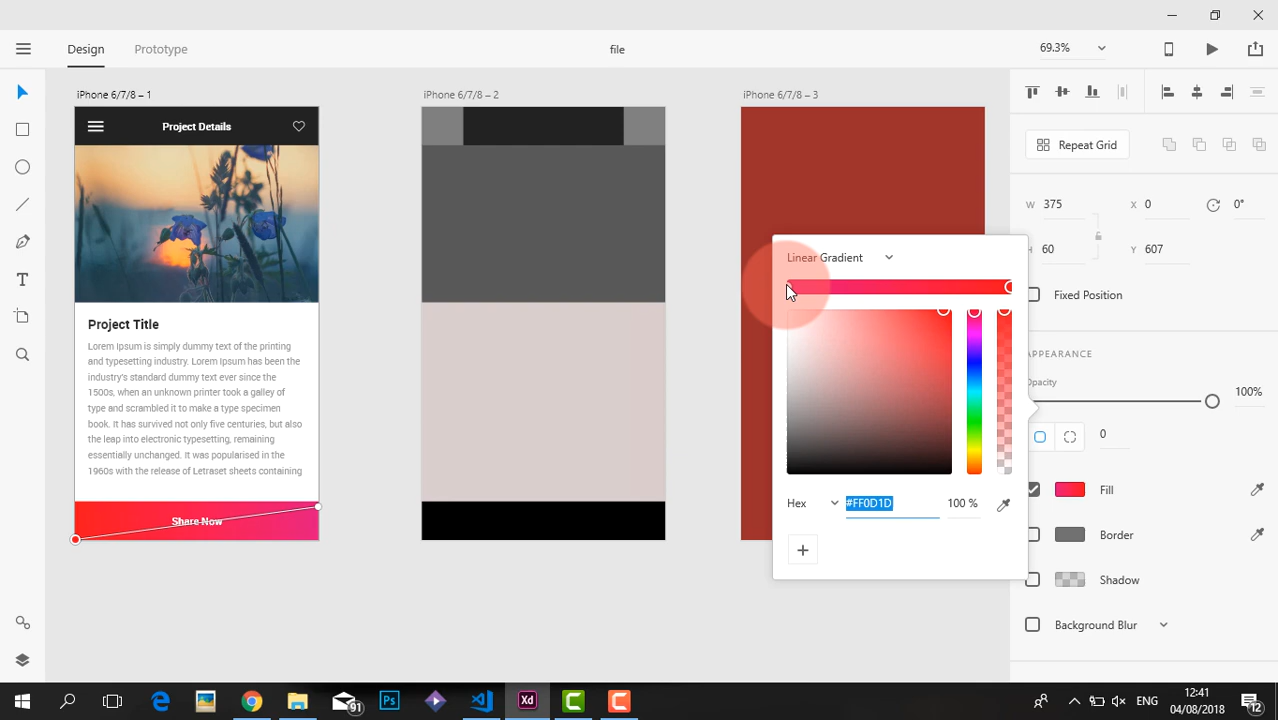 Design
Prototype
file
69.3%
iPhone 6/7/8 – 1
iPhone 6/7/8 – 2
iPhone 6/7/8 – 3
Project Details
Project Title
Lorem Ipsum is simply dummy text of the printing
and typesetting industry. Lorem Ipsum has been the
industry's standard dummy text ever since the
1500s, when an unknown printer took a galley of
type and scrambled it to make a type specimen
book. It has survived not only five centuries, but also
the leap into electronic typesetting, remaining
essentially unchanged. It was popularised in the
1960s with the release of Letraset sheets containing
Share Now
Linear Gradient
Hex
#FF0D1D
100 %
Repeat Grid
W 375
X 0
0°
H 60
Y 607
Fixed Position
APPEARANCE
Opacity
100%
0
Fill
Border
Shadow
Background Blur
91
Ps
Xd
ENG
12:41
04/08/2018
12